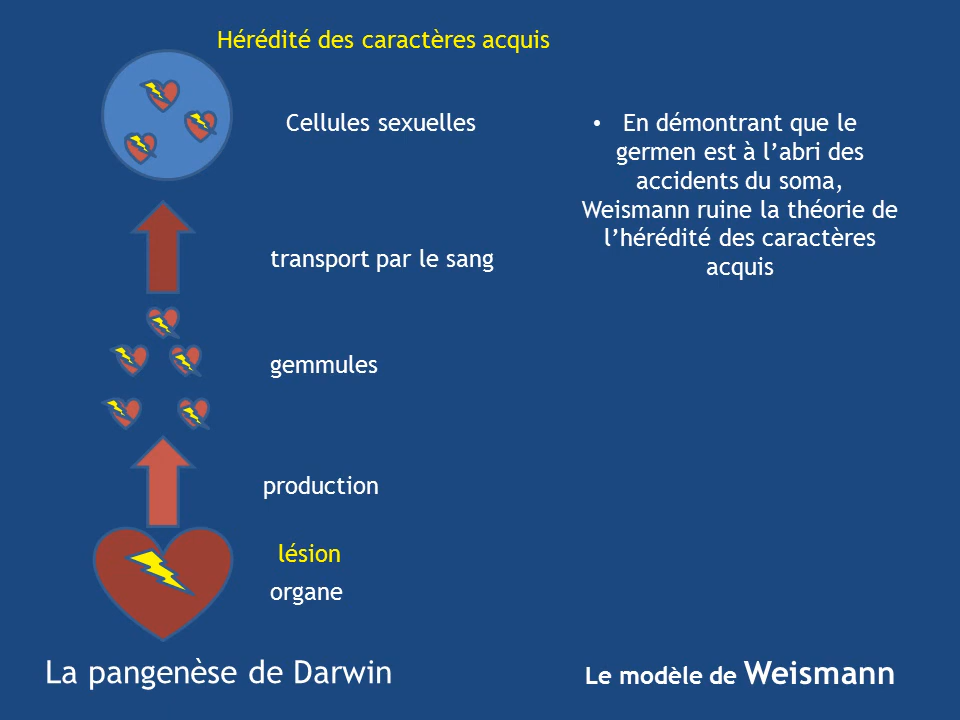 Hérédité des caractères acquis
Cellules sexuelles
transport par le sang
gemmules
production
lésion
organe
La pangenèse de Darwin
• En démontrant que le
germen est à l’abri des
accidents du soma,
Weismann ruine la théorie de
l’hérédité des caractères
acquis
Le modèle de Weismann